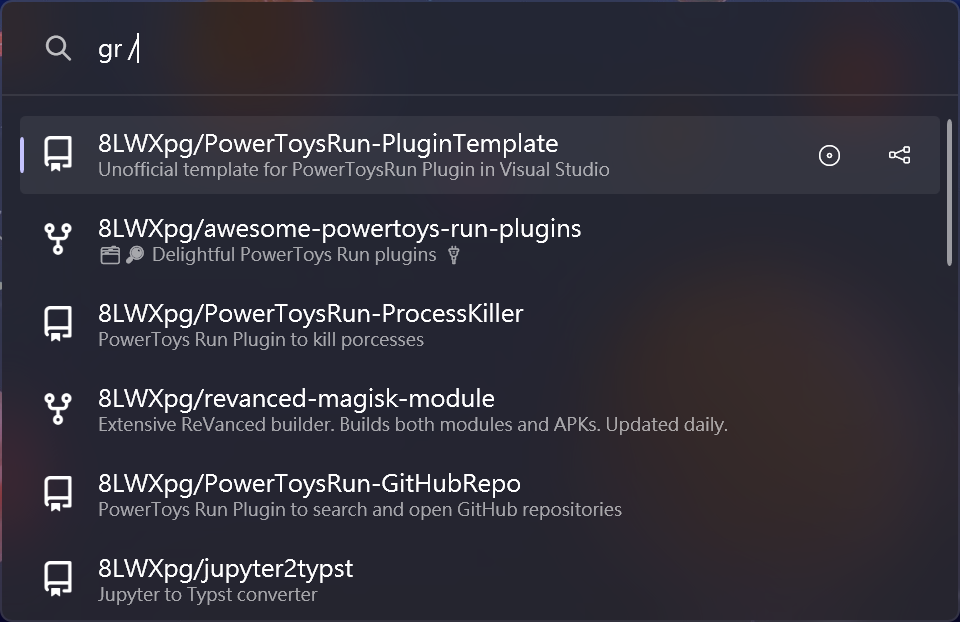 gr /
8LWXpg/PowerToysRun-PluginTemplate
Unofficial template for PowerToysRun Plugin in Visual Studio
8LWXpg/awesome-powertoys-run-plugins
🗃️🔎 Delightful PowerToys Run plugins 🔌
8LWXpg/PowerToysRun-ProcessKiller
PowerToys Run Plugin to kill porcesses
8LWXpg/revanced-magisk-module
Extensive ReVanced builder. Builds both modules and APKs. Updated daily.
8LWXpg/PowerToysRun-GitHubRepo
PowerToys Run Plugin to search and open GitHub repositories
8LWXpg/jupyter2typst
Jupyter to Typst converter